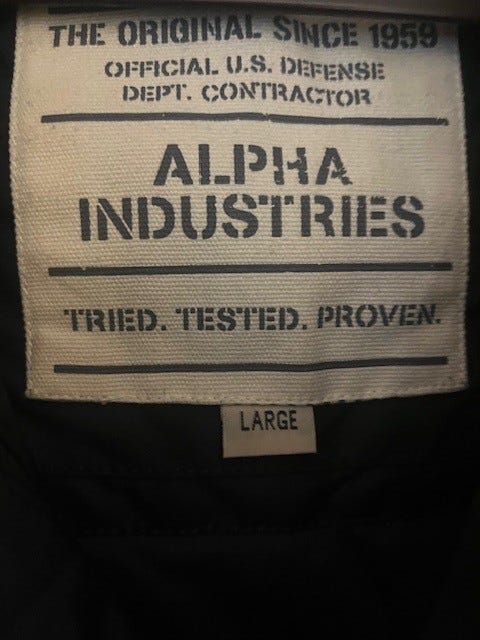 THE ORIGINAL SINCE 1959
OFFICIAL U.S. DEFENSE
DEPT. CONTRACTOR
ALPHA
INDUSTRIES
TRIED. TESTED. PROVEN.
LARGE